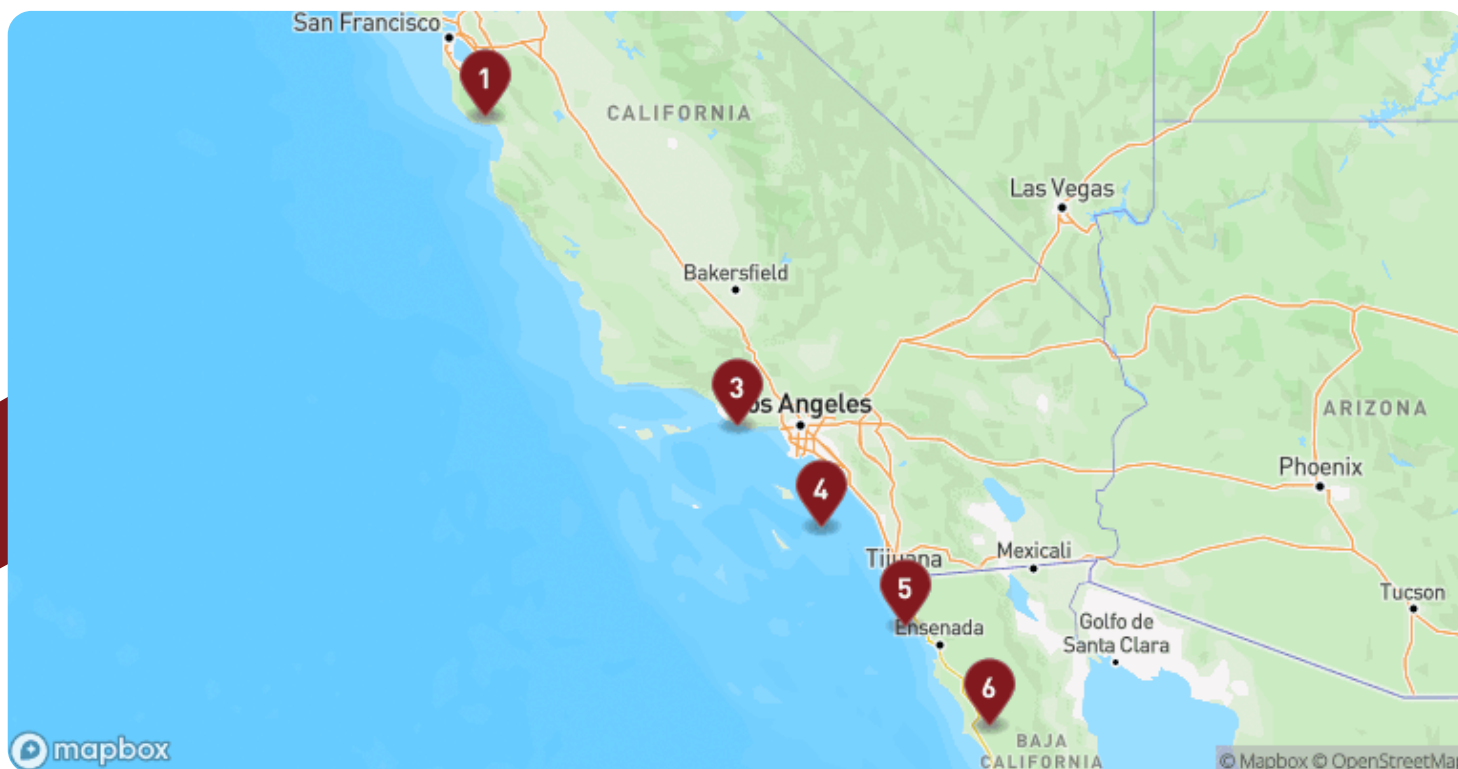 San Francisco
1
CALIFORNIA
Las Vegas
Bakersfield
3
os Angeles
ARIZONA
Phoenix
4
Mexicali
Tijuana
5
Tucson
Golfo de
Santa Clara
Ensenada
6
BAJA
CALIFORNIA
mapbox
© Mapbox © OpenStreetMap